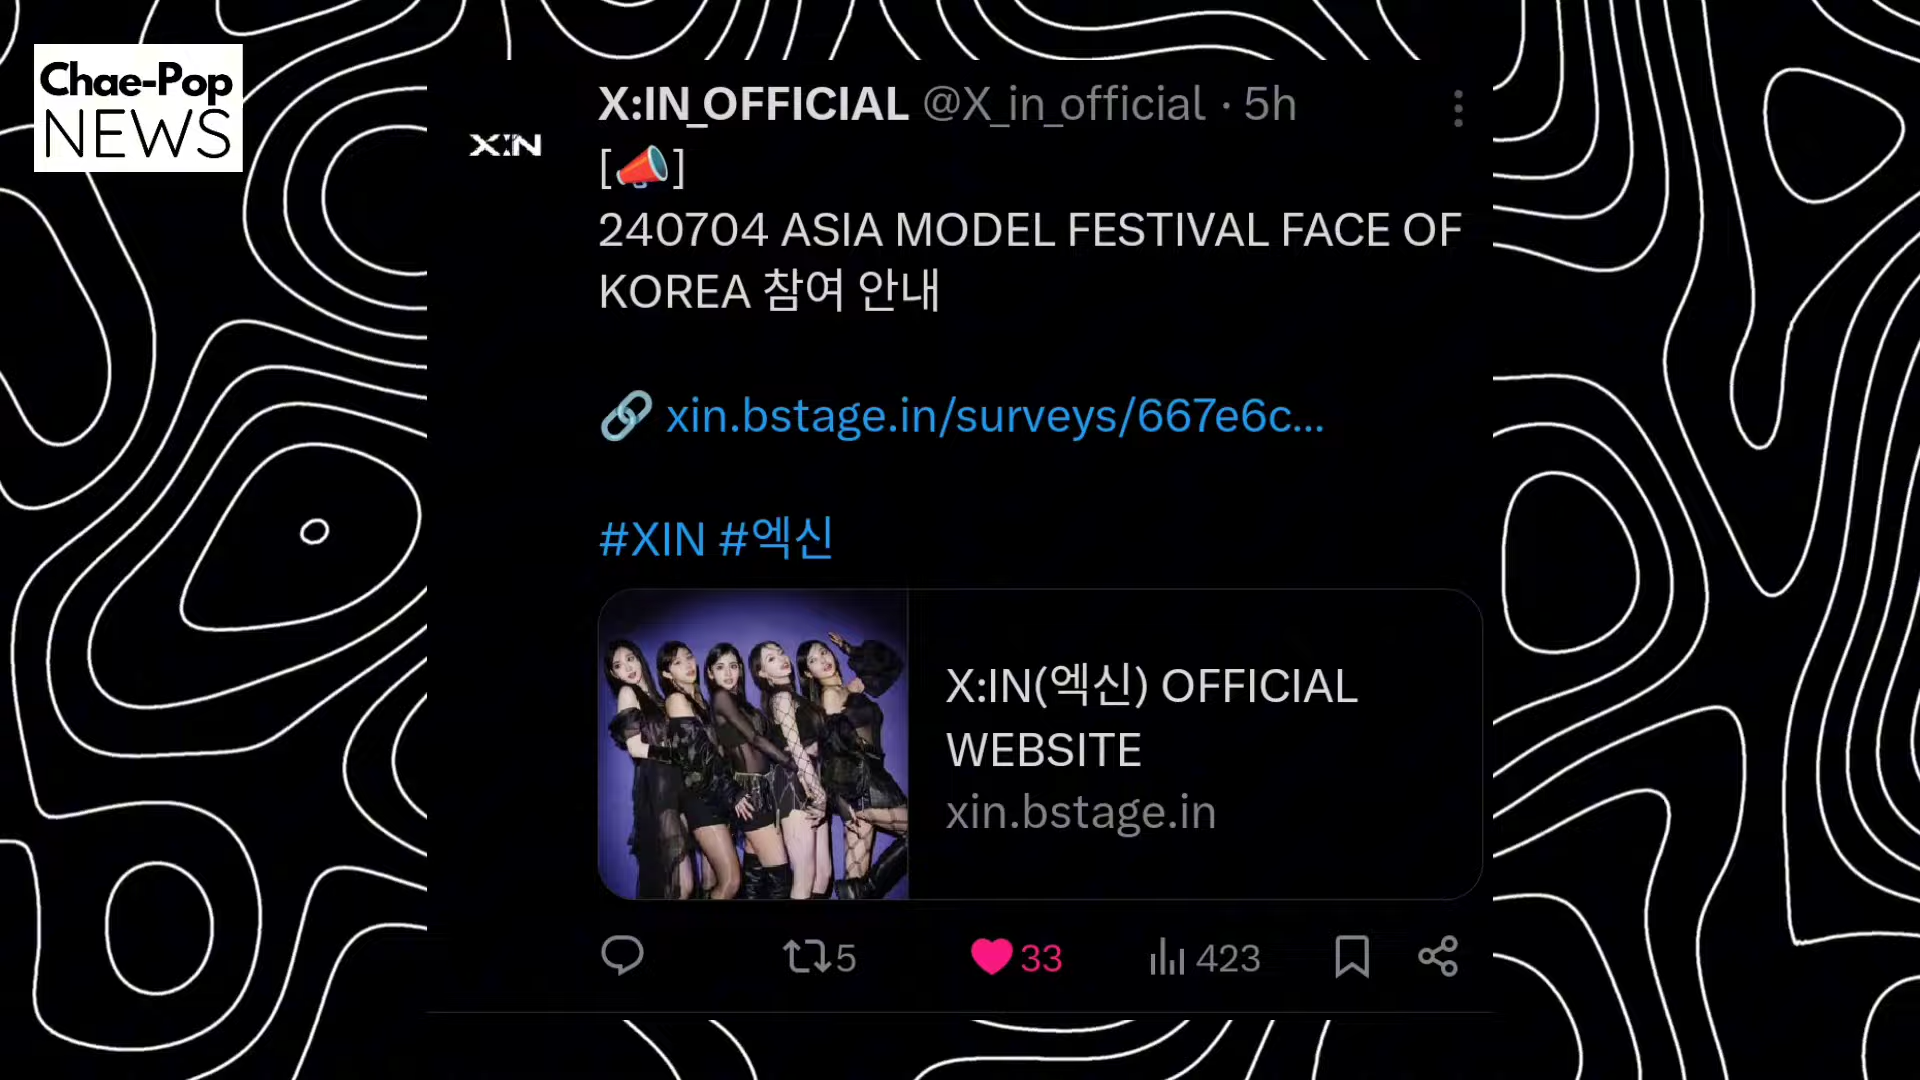 Chae-Pop
NEWS
X:IN
X:IN_OFFICIAL @X_in_official · 5h
[📣]
240704 ASIA MODEL FESTIVAL FACE OF
KOREA 참여 안내
🔗 xin.bstage.in/surveys/667e6c...
#XIN #엑신
X:IN(엑신) OFFICIAL
WEBSITE
xin.bstage.in
5 33 423